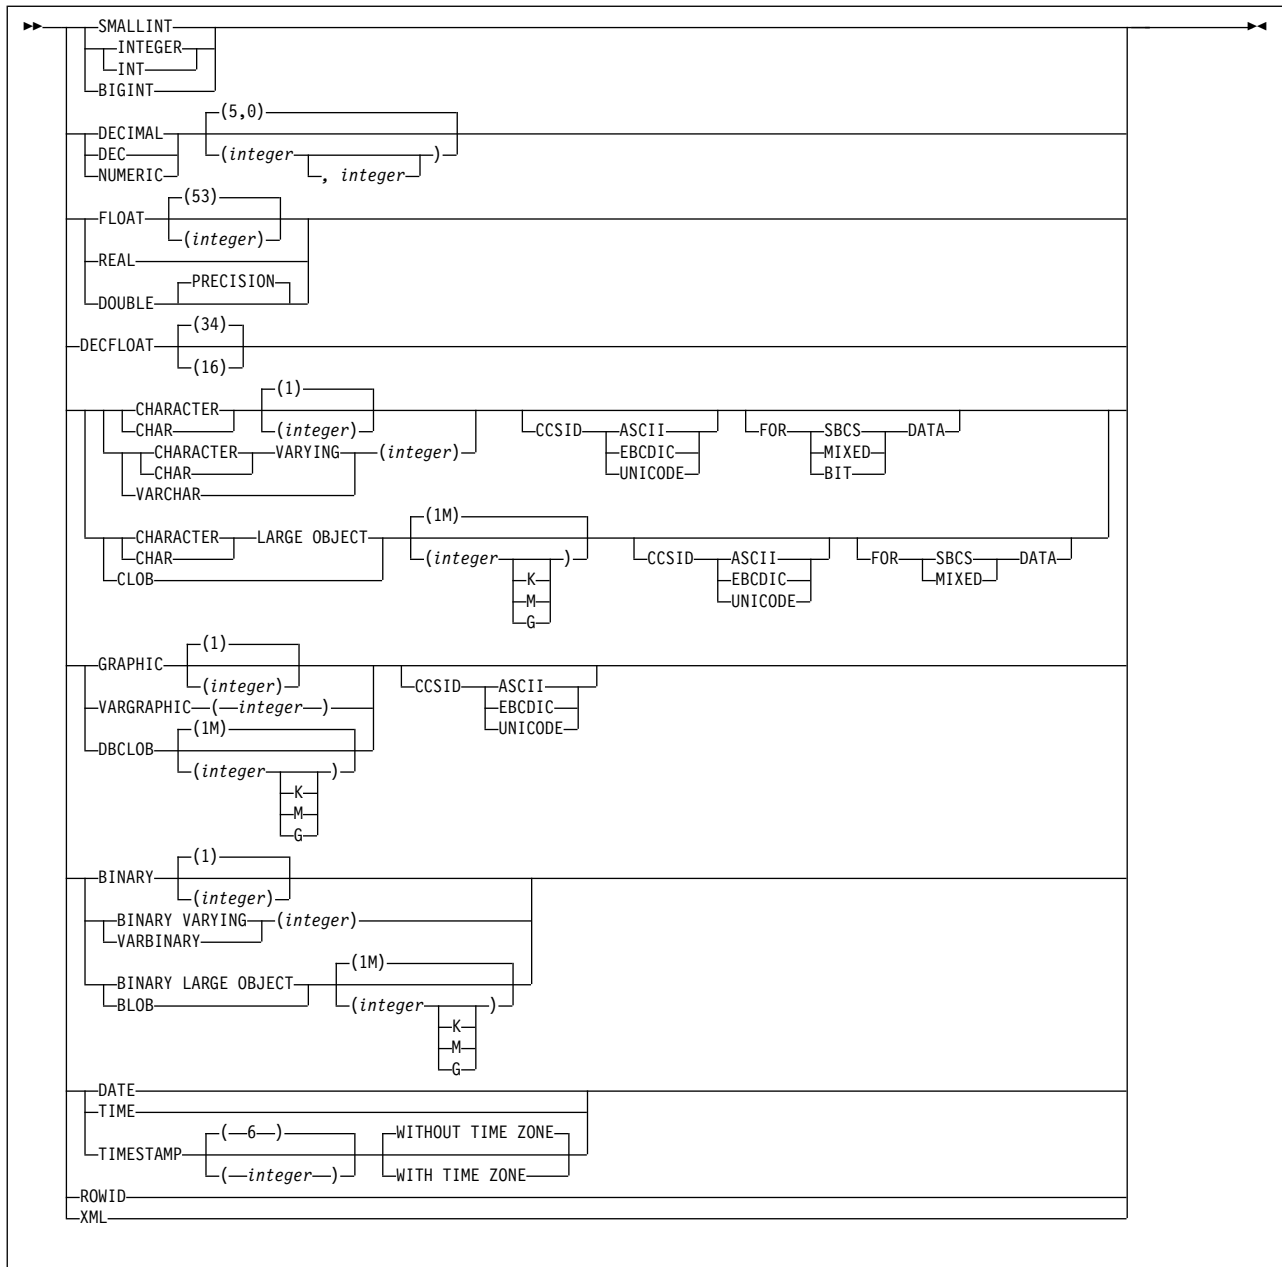 SMALLINT
INTEGER
INT
BIGINT
(5,0)
DECIMAL
DEC (integer )
NUMERIC , integer
(53)
FLOAT
(integer)
REAL
PRECISION
DOUBLE
(34)
DECFLOAT
(16)
(1)
CHARACTER
CHAR (integer) CCSID ASCII FOR SBCS DATA
CHARACTER VARYING (integer) EBCDIC MIXED
CHAR UNICODE BIT
VARCHAR
(1M)
CHARACTER LARGE OBJECT
CHAR (integer ) CCSID ASCII FOR SBCS DATA
CLOB K EBCDIC MIXED
M UNICODE
G
(1)
GRAPHIC
(integer) CCSID ASCII
VARGRAPHIC (integer) EBCDIC
(1M) UNICODE
DBCLOB
(integer )
K
M
G
(1)
BINARY
(integer)
BINARY VARYING (integer)
VARBINARY
(1M)
BINARY LARGE OBJECT
BLOB (integer )
K
M
G
DATE
TIME
(6) WITHOUT TIME ZONE
TIMESTAMP
(integer) WITH TIME ZONE
ROWID
XML